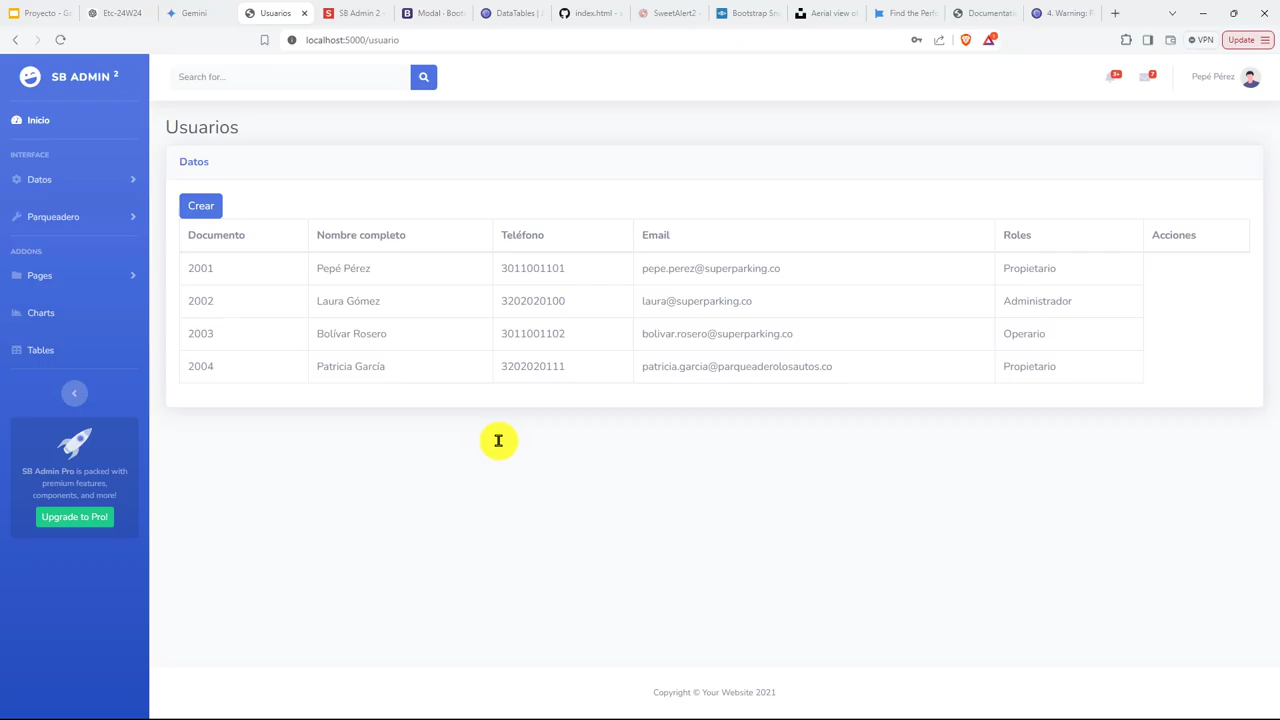 Proyecto - G
Etc-24W24
Gemini
Usuarios
SB Admin 2
Modal · Boots
DataTables | J
index.html - s
SweetAlert2
Bootstrap Sni
Aerial view of
Find the Perf
Documentati
4. Warning: F
localhost:5000/usuario
VPN
Update
SB ADMIN 2
Search for...
3+
7
Pepé Pérez
Inicio
INTERFACE
Datos
Parqueadero
ADDONS
Pages
Charts
Tables
SB Admin Pro is packed with
premium features,
components, and more!
Upgrade to Pro!
Usuarios
Datos
Crear
Documento Nombre completo Teléfono Email Roles Acciones
2001 Pepé Pérez 3011001101 pepe.perez@superparking.co Propietario
2002 Laura Gómez 3202020100 laura@superparking.co Administrador
2003 Bolívar Rosero 3011001102 bolivar.rosero@superparking.co Operario
2004 Patricia García 3202020111 patricia.garcia@parqueaderolosautos.co Propietario
Copyright © Your Website 2021